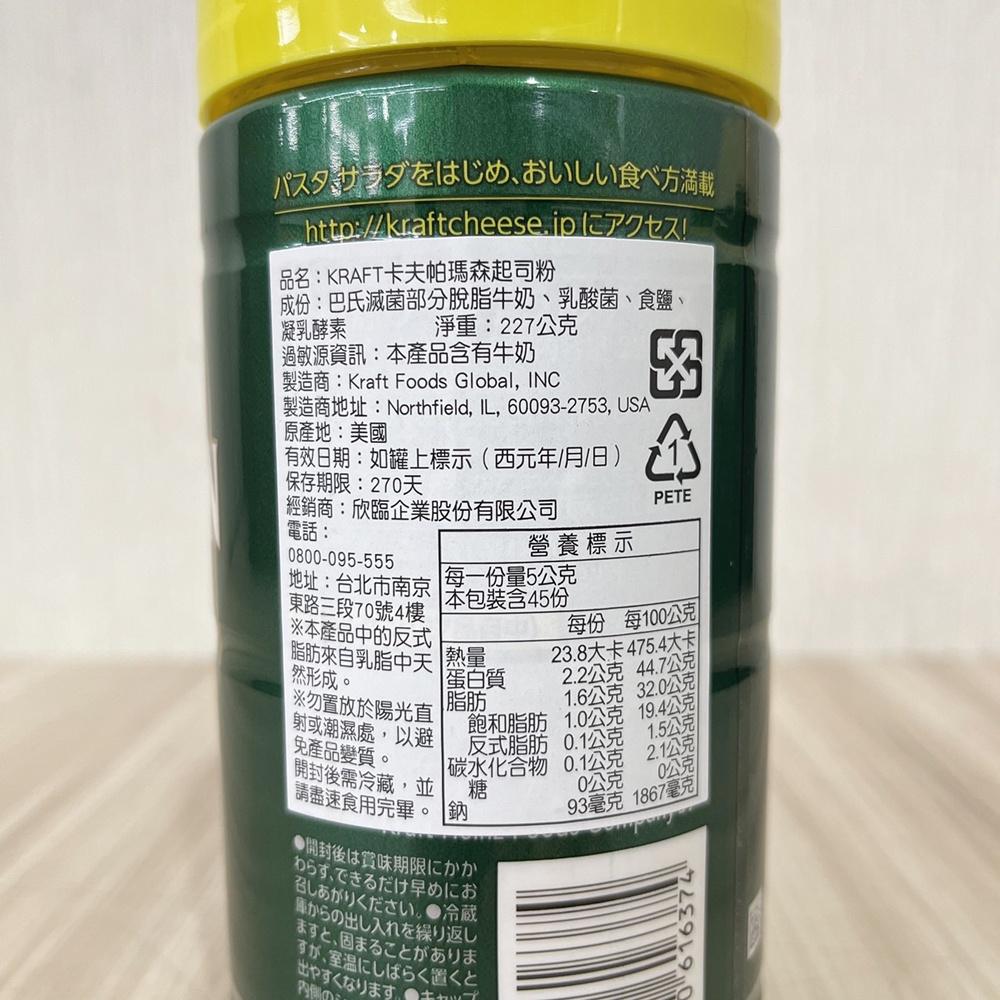 パスタ、サラダをはじめ、おいしい食べ方満載
http://kraftcheese.jpにアクセス!
品名：KRAFT卡夫帕瑪森起司粉
成份：巴氏滅菌部分脫脂牛奶、乳酸菌、食鹽、
凝乳酵素 淨重：227公克
過敏源資訊：本產品含有牛奶
製造商：Kraft Foods Global, INC
製造商地址：Northfield, IL, 60093-2753, USA
原產地：美國
有效日期：如罐上標示（西元年/月/日）
保存期限：270天
經銷商：欣臨企業股份有限公司
電話：
0800-095-555
地址：台北市南京
東路三段70號4樓
※本產品中的反式
脂肪來自乳脂中天
然形成。
※勿置放於陽光直
射或潮濕處，以避
免產品變質。
開封後需冷藏，並
請盡速食用完畢。
1
PETE
營養標示
每一份量5公克
本包裝含45份
每份 每100公克
熱量 23.8大卡 475.4大卡
蛋白質 2.2公克 44.7公克
脂肪 1.6公克 32.0公克
飽和脂肪 1.0公克 19.4公克
反式脂肪 0.1公克 1.5公克
碳水化合物 0.1公克 2.1公克
糖 0公克 0公克
鈉 93毫克 1867毫克
N
●開封後は賞味期限にかか
わらず、できるだけ早めにお
召しあがりください。●冷蔵
庫からの出し入れを繰り返し
ますと、固まることがありま
すが、室温にしばらく置くと
出やすくなります。●キャップ
0616374